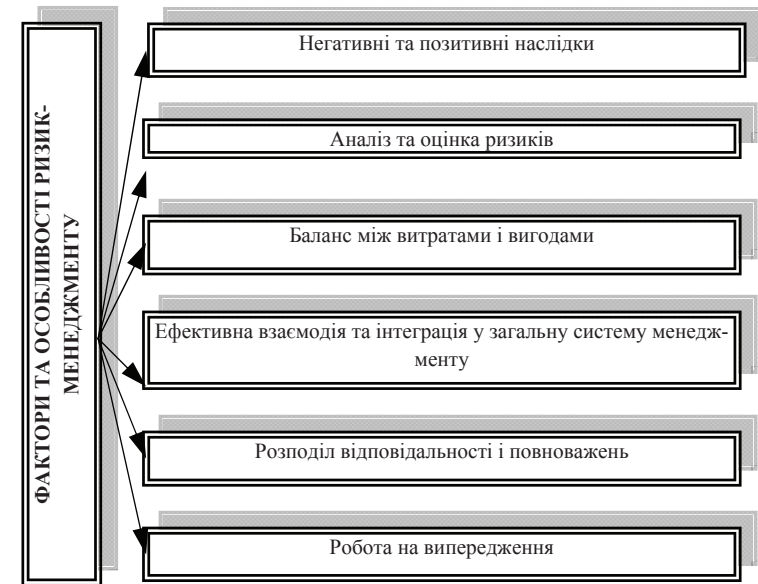 ФАКТОРИ ТА ОСОБЛИВОСТІ РИЗИК-
МЕНЕДЖМЕНТУ
Негативні та позитивні наслідки
Аналіз та оцінка ризиків
Баланс між витратами і вигодами
Ефективна взаємодія та інтеграція у загальну систему менедж-
менту
Розподіл відповідальності і повноважень
Робота на випередження